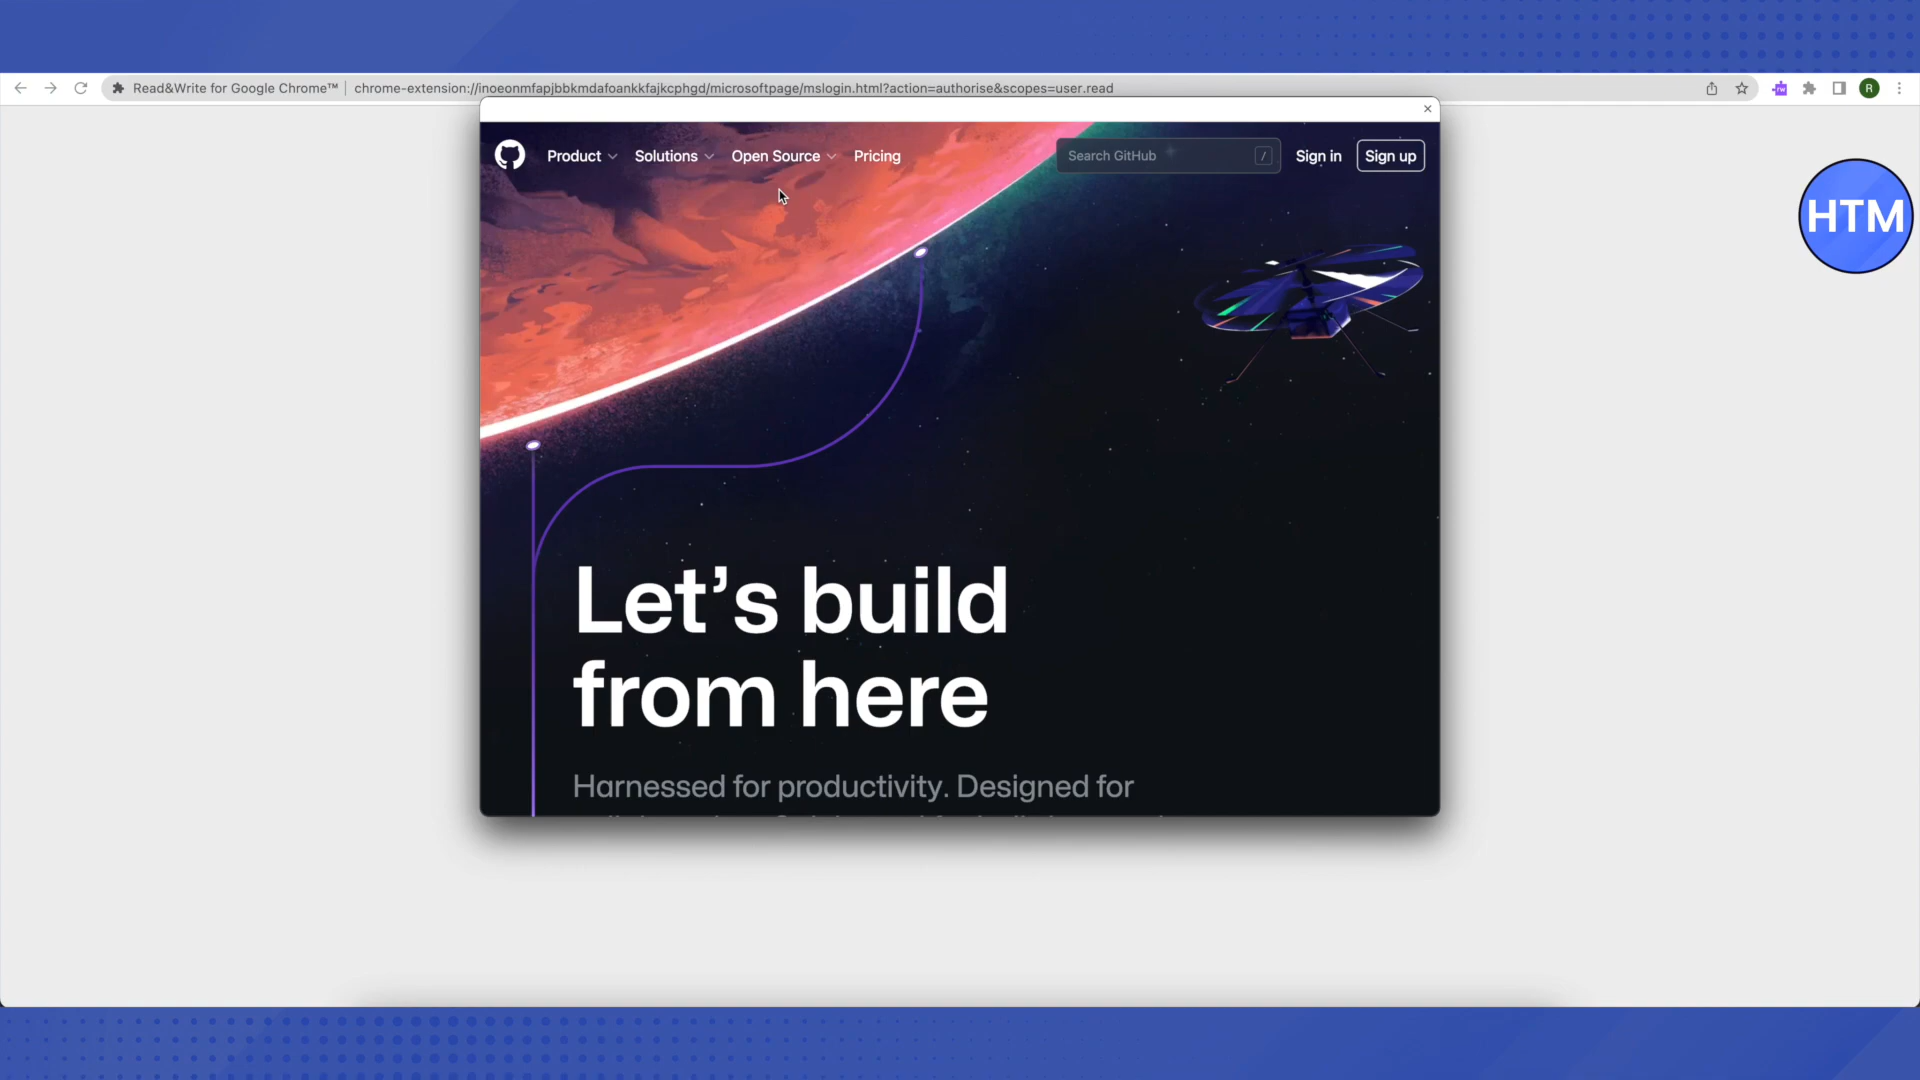 Read&Write for Google Chrome™ | chrome-extension://inoeonmfapjbbkmdafoankkfajkcphgd/microsoftpage/mslogin.html?action=authorise&scopes=user.read
rw
R
Product
Solutions
Open Source
Pricing
Search GitHub
/
Sign in
Sign up
HTM
Let’s build
from here
Harnessed for productivity. Designed for